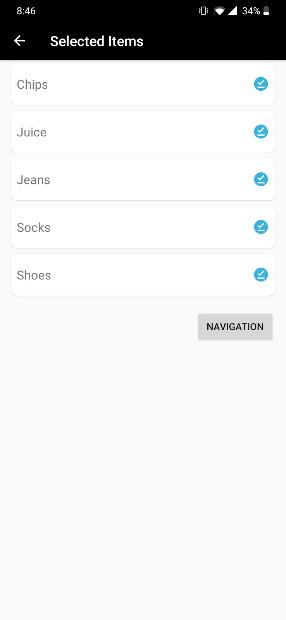 8:46
34%
Selected Items
Chips
Juice
Jeans
Socks
Shoes
NAVIGATION